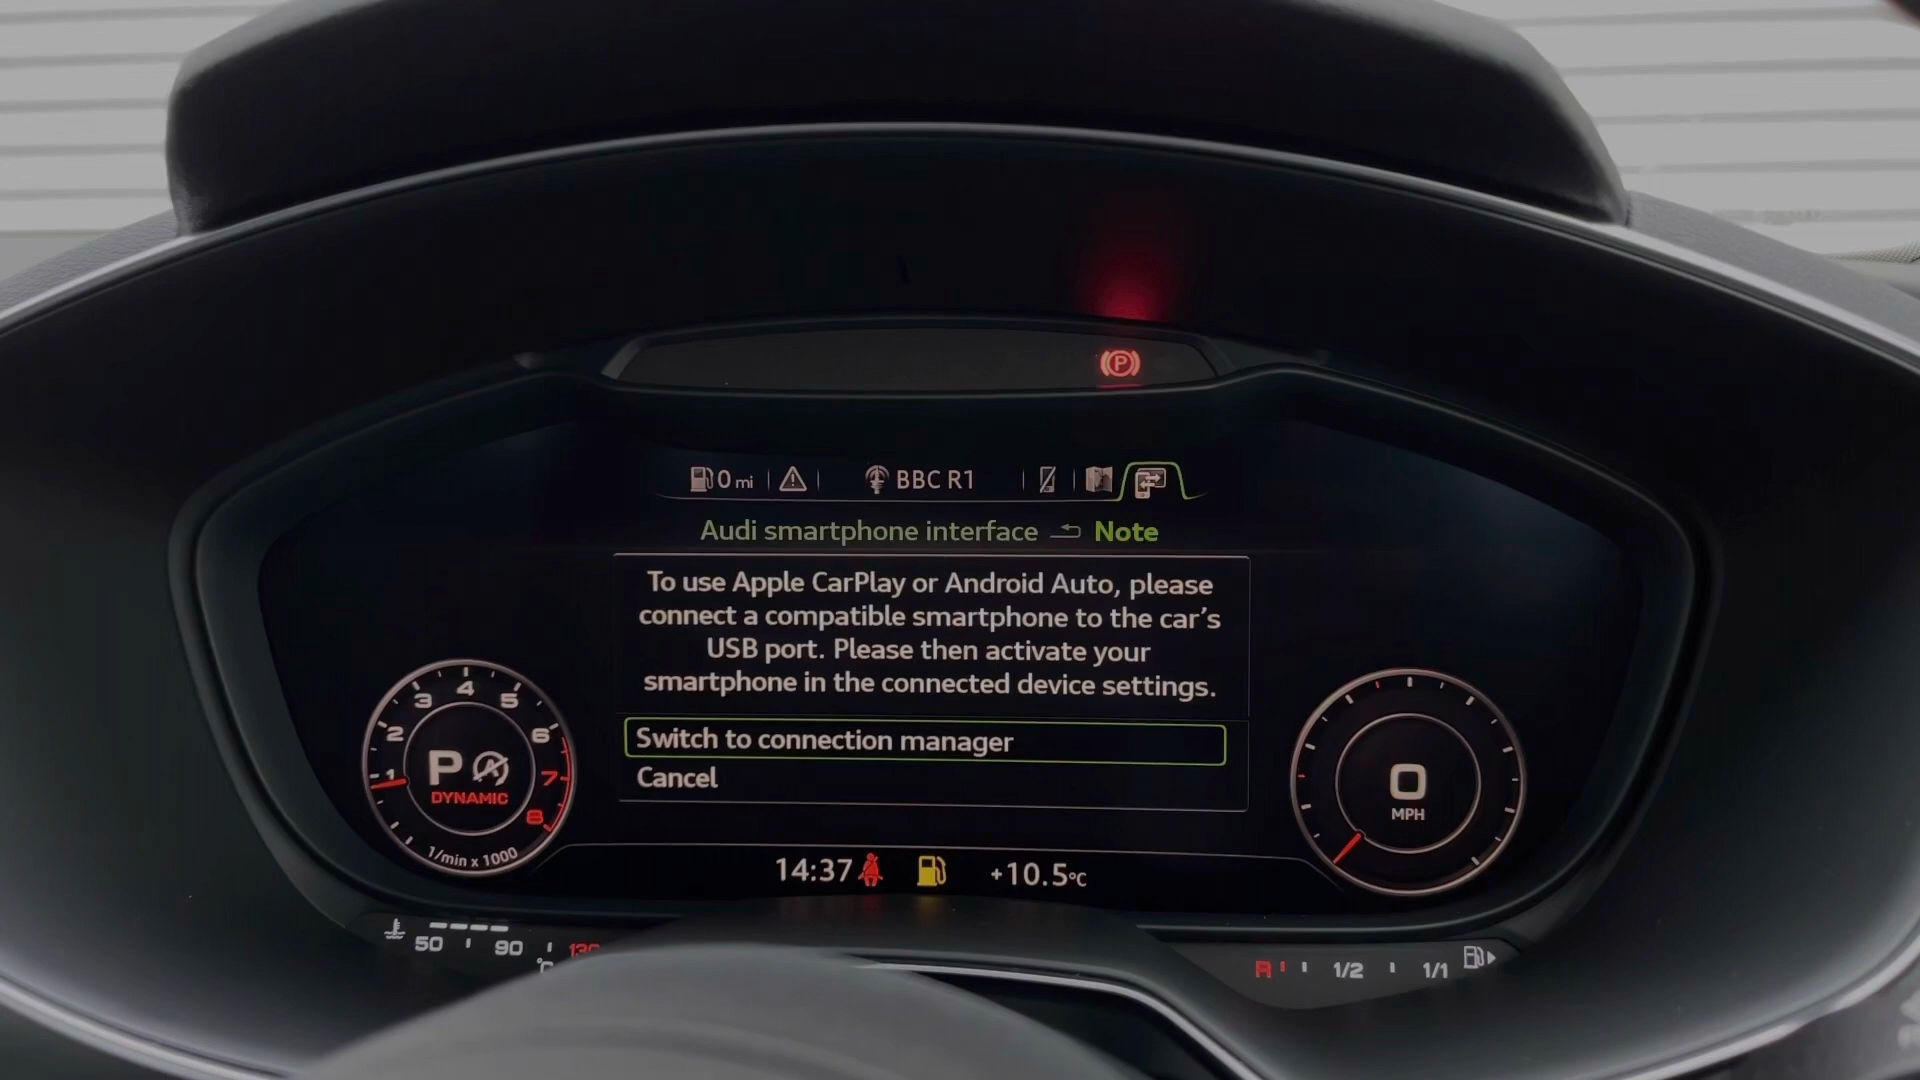 0 mi
BBC R1
Audi smartphone interface Note
To use Apple CarPlay or Android Auto, please
connect a compatible smartphone to the car's
USB port. Please then activate your
smartphone in the connected device settings.
Switch to connection manager
Cancel
1 2 3 4 5 6 7 8
P A
DYNAMIC
1/min x 1000
0
MPH
14:37
+10.5°C
P
50 90 130
°C
R 1/2 1/1